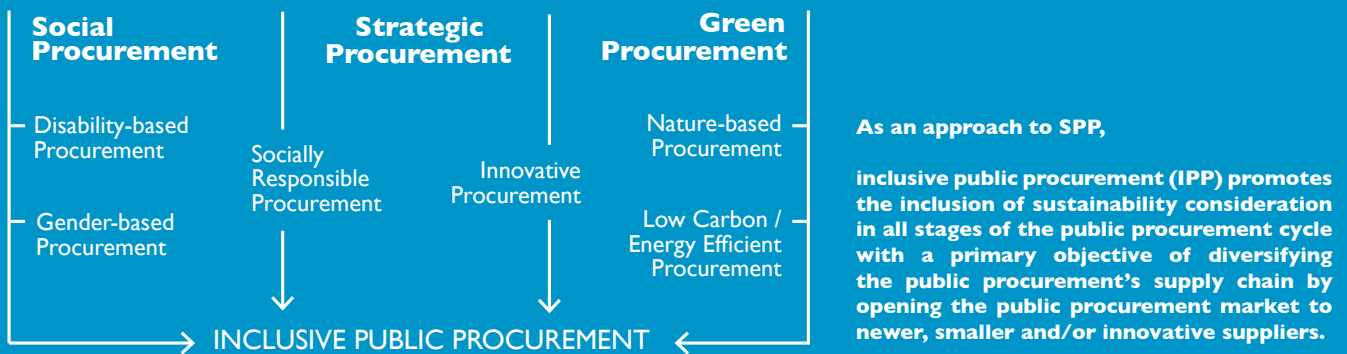 Social
Procurement
Strategic
Procurement
Green
Procurement
Disability-based
Procurement
Gender-based
Procurement
Socially
Responsible
Procurement
Innovative
Procurement
Nature-based
Procurement
Low Carbon /
Energy Efficient
Procurement
INCLUSIVE PUBLIC PROCUREMENT
As an approach to SPP,
inclusive public procurement (IPP) promotes
the inclusion of sustainability consideration
in all stages of the public procurement cycle
with a primary objective of diversifying
the public procurement's supply chain by
opening the public procurement market to
newer, smaller and/or innovative suppliers.